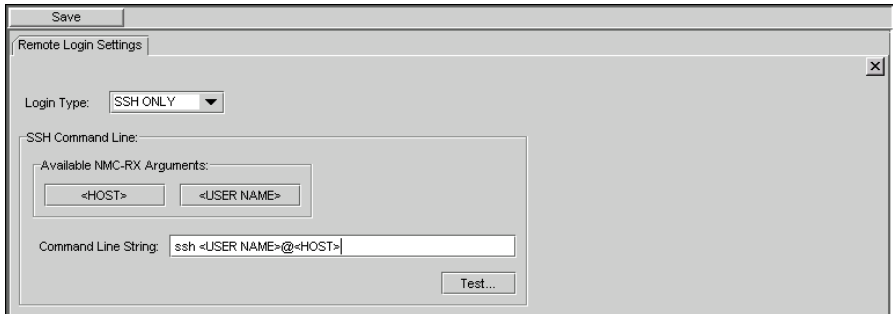 Save
Remote Login Settings
Login Type: SSH ONLY
SSH Command Line:
Available NMC-RX Arguments:
<HOST> <USER NAME>
Command Line String: ssh <USER NAME>@<HOST>
Test...